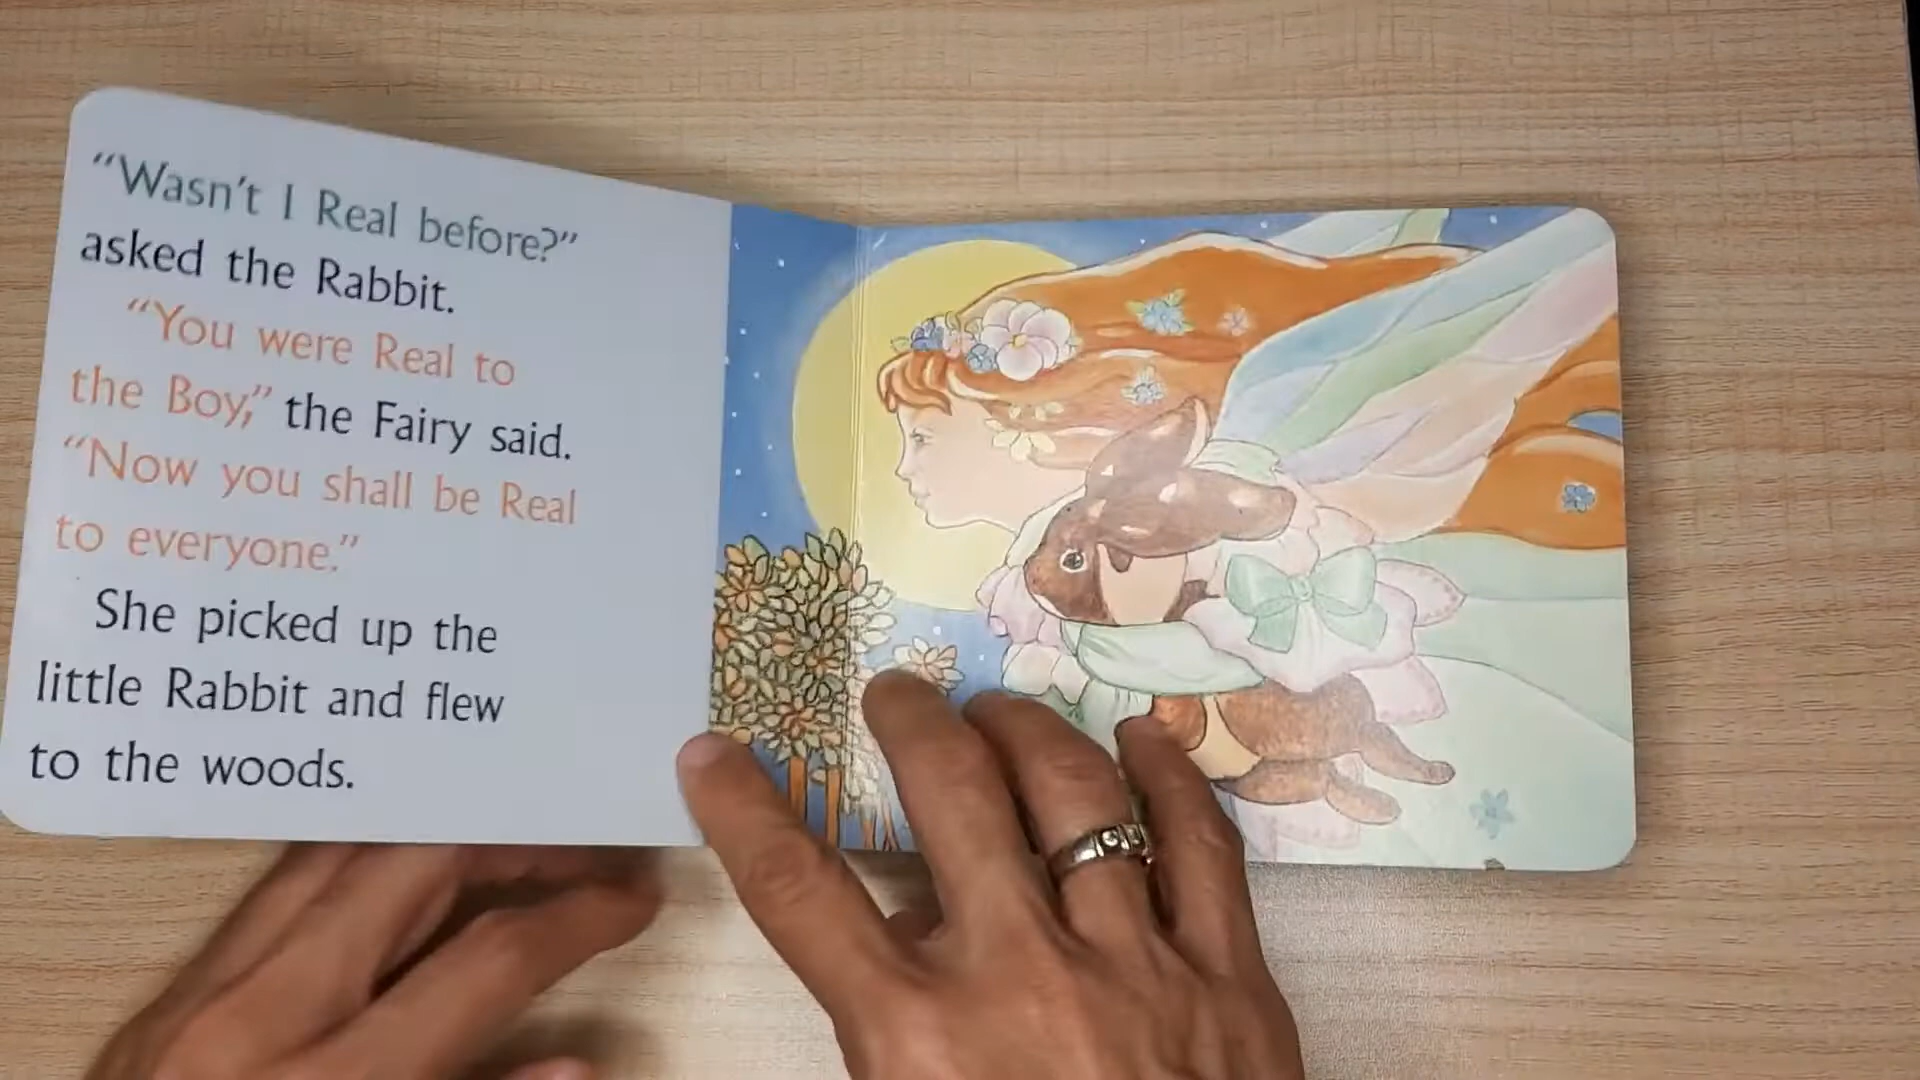 “Wasn’t I Real before?”
asked the Rabbit.
“You were Real to
the Boy,” the Fairy said.
“Now you shall be Real
to everyone.”
She picked up the
little Rabbit and flew
to the woods.